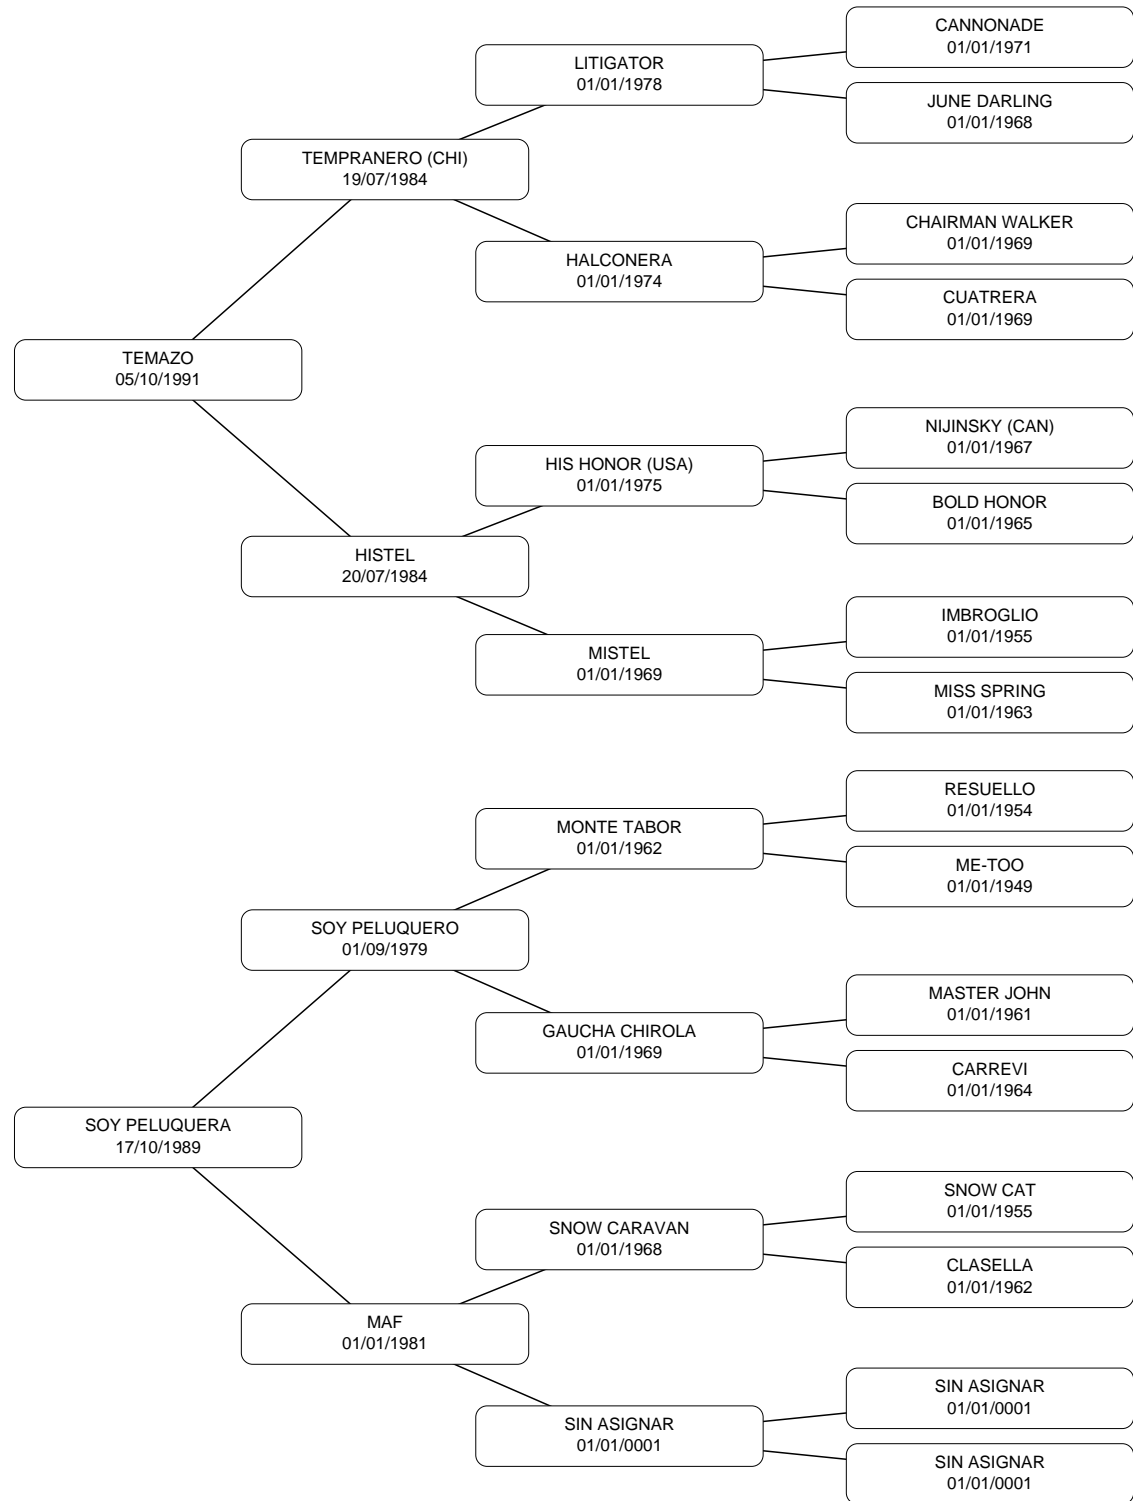 CANNONADE
01/01/1971
LITIGATOR
01/01/1978
JUNE DARLING
01/01/1968
TEMPRANERO (CHI)
19/07/1984
CHAIRMAN WALKER
01/01/1969
HALCONERA
01/01/1974
CUATRERA
01/01/1969
TEMAZO
05/10/1991
NIJINSKY (CAN)
01/01/1967
HIS HONOR (USA)
01/01/1975
BOLD HONOR
01/01/1965
HISTEL
20/07/1984
IMBROGLIO
01/01/1955
MISTEL
01/01/1969
MISS SPRING
01/01/1963
RESUELLO
01/01/1954
MONTE TABOR
01/01/1962
ME-TOO
01/01/1949
SOY PELUQUERO
01/09/1979
MASTER JOHN
01/01/1961
GAUCHA CHIROLA
01/01/1969
CARREVI
01/01/1964
SOY PELUQUERA
17/10/1989
SNOW CAT
01/01/1955
SNOW CARAVAN
01/01/1968
CLASELLA
01/01/1962
MAF
01/01/1981
SIN ASIGNAR
01/01/0001
SIN ASIGNAR
01/01/0001
SIN ASIGNAR
01/01/0001